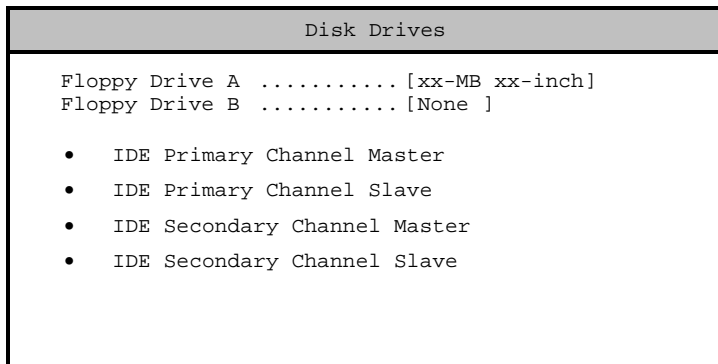 Disk Drives
Floppy Drive A ...........[xx-MB xx-inch]
Floppy Drive B ...........[None ]
• IDE Primary Channel Master
• IDE Primary Channel Slave
• IDE Secondary Channel Master
• IDE Secondary Channel Slave